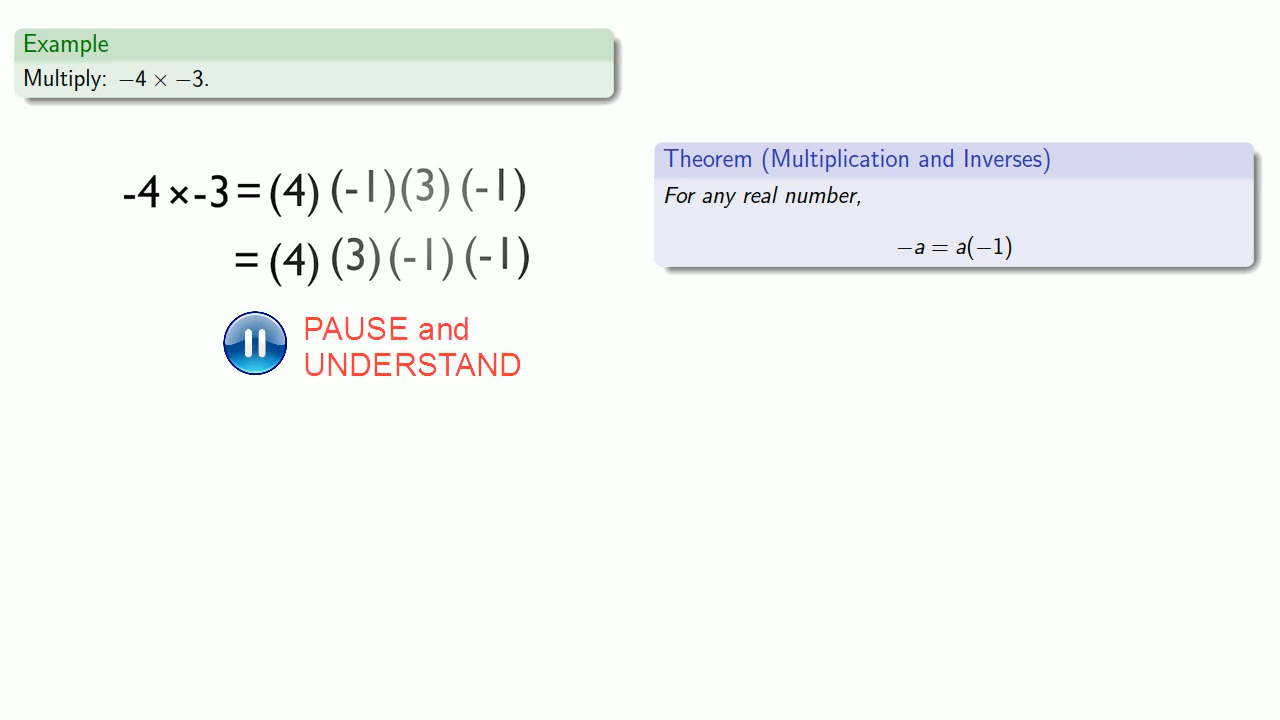 Example
Multiply: −4 × −3.
-4 ×-3 = (4) (-1)(3) (-1)
= (4) (3) (-1) (-1)
PAUSE and
UNDERSTAND
Theorem (Multiplication and Inverses)
For any real number,
−a = a(−1)